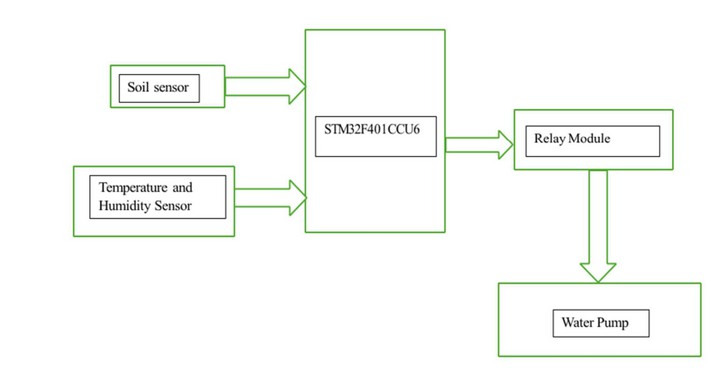 Soil sensor
STM32F401CCU6
Relay Module
Temperature and
Humidity Sensor
Water Pump